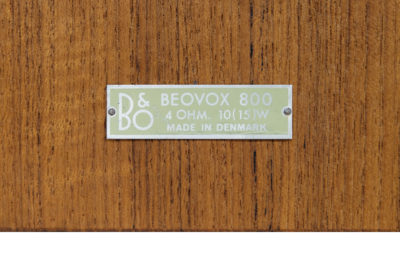 B&O
BEOVOX 800
4 OHM. 10(15)W
MADE IN DENMARK